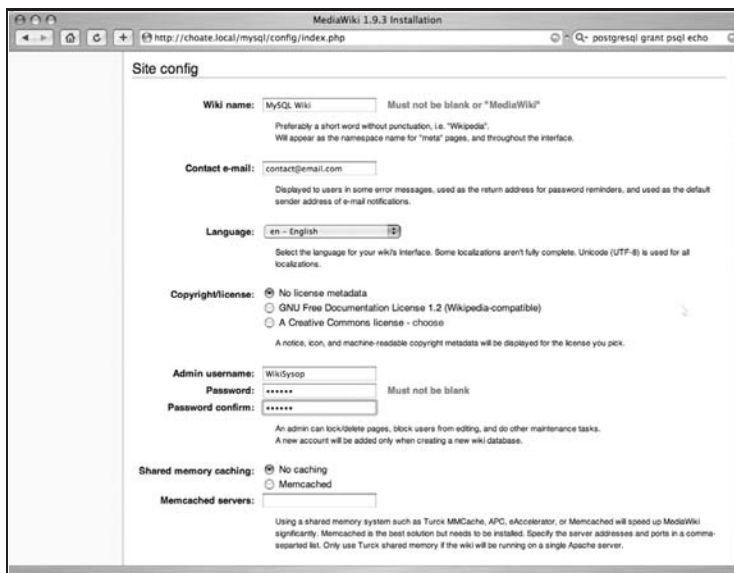 MediaWiki 1.9.3 Installation
http://choate.local/mysql/config/index.php
postgresql grant psql echo
Site config
Wiki name: MySQL Wiki Must not be blank or "MediaWiki"
Preferably a short word without punctuation, i.e. "Wikipedia".
Will appear as the namespace name for "meta" pages, and throughout the interface.
Contact e-mail: contact@email.com
Displayed to users in some error messages, used as the return address for password reminders, and used as the default
sender address of e-mail notifications.
Language: en - English
Select the language for your wiki's interface. Some localizations aren't fully complete. Unicode (UTF-8) is used for all
localizations.
Copyright/license: No license metadata
GNU Free Documentation License 1.2 (Wikipedia-compatible)
A Creative Commons license - choose
A notice, icon, and machine-readable copyright metadata will be displayed for the license you pick.
Admin username: WikiSysop
Password: •••••• Must not be blank
Password confirm: ••••••
An admin can lock/delete pages, block users from editing, and do other maintenance tasks.
A new account will be added only when creating a new wiki database.
Shared memory caching: No caching
Memcached
Memcached servers:
Using a shared memory system such as Turck MMCache, APC, eAccelerator, or Memcached will speed up MediaWiki
significantly. Memcached is the best solution but needs to be installed. Specify the server addresses and ports in a comma-
separted list. Only use Turck shared memory if the wiki will be running on a single Apache server.